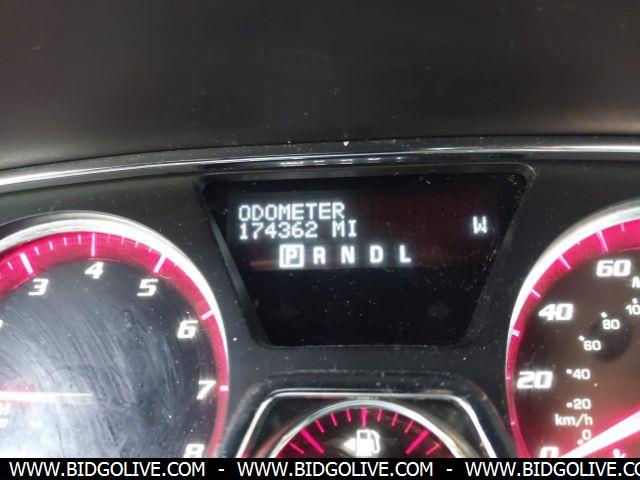 ODOMETER
174362 MI W
P R N D L
3 4 5 6 7 8
0 20 40 60
0 20 40 60 80
km/h
WWW.BIDGOLIVE.COM - WWW.BIDGOLIVE.COM - WWW.BIDGOLIVE.COM